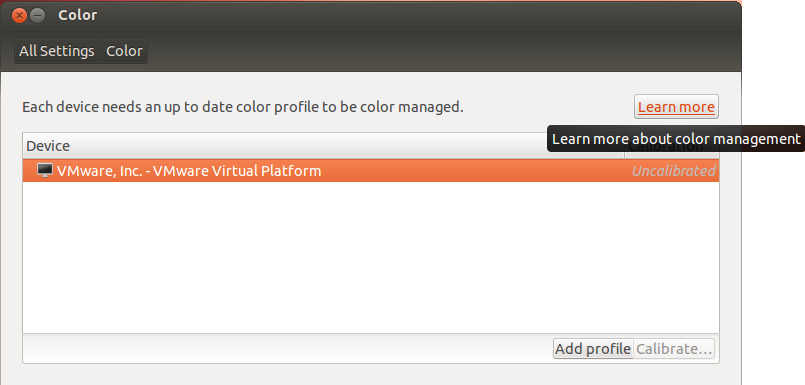 Color
All Settings Color
Each device needs an up to date color profile to be color managed. Learn more
Learn more about color management
Device
VMware, Inc. - VMware Virtual Platform Uncalibrated
Add profile Calibrate...